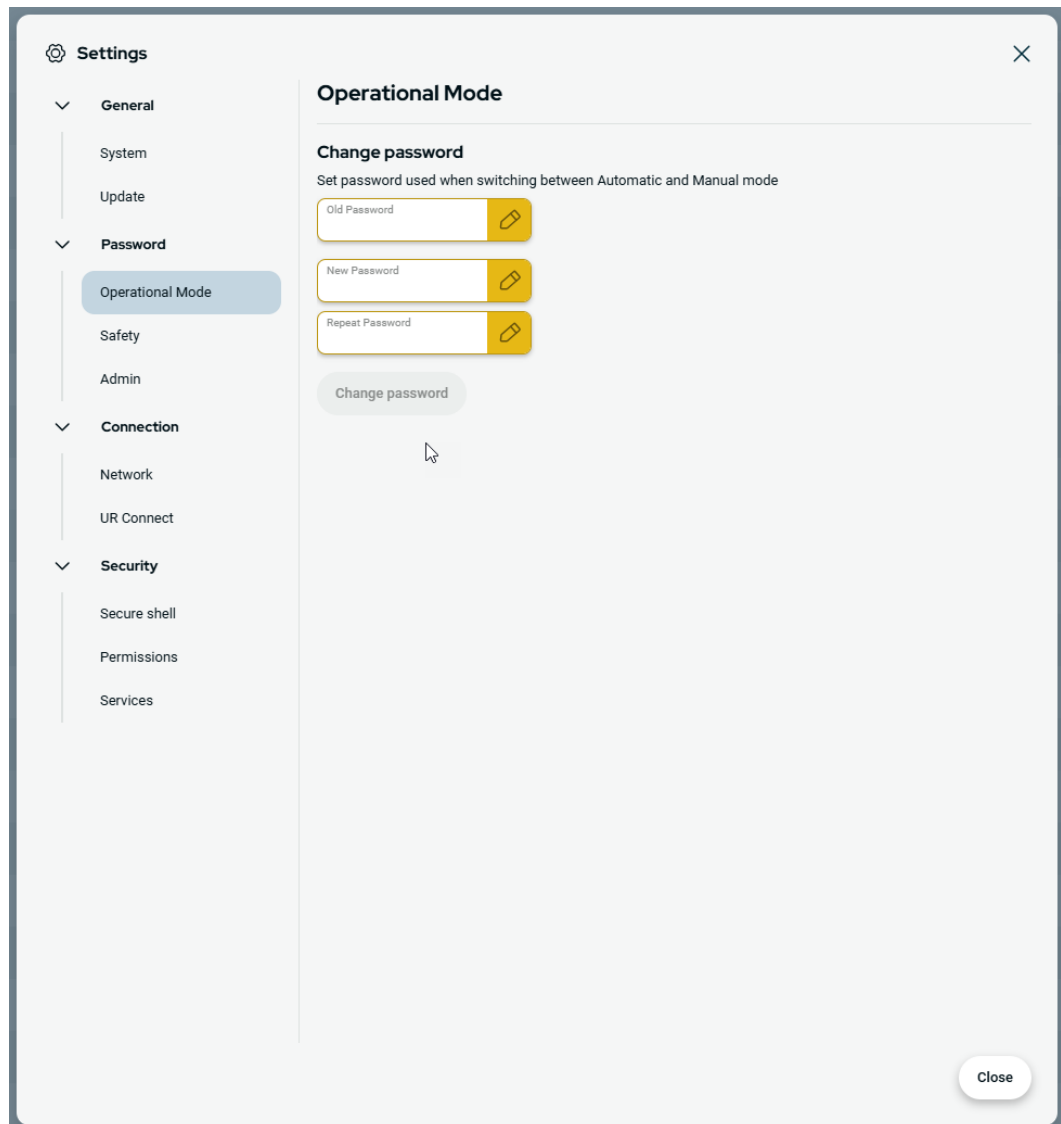 Settings
General
System
Update
Password
Operational Mode
Safety
Admin
Connection
Network
UR Connect
Security
Secure shell
Permissions
Services
Operational Mode
Change password
Set password used when switching between Automatic and Manual mode
Old Password
New Password
Repeat Password
Change password
Close